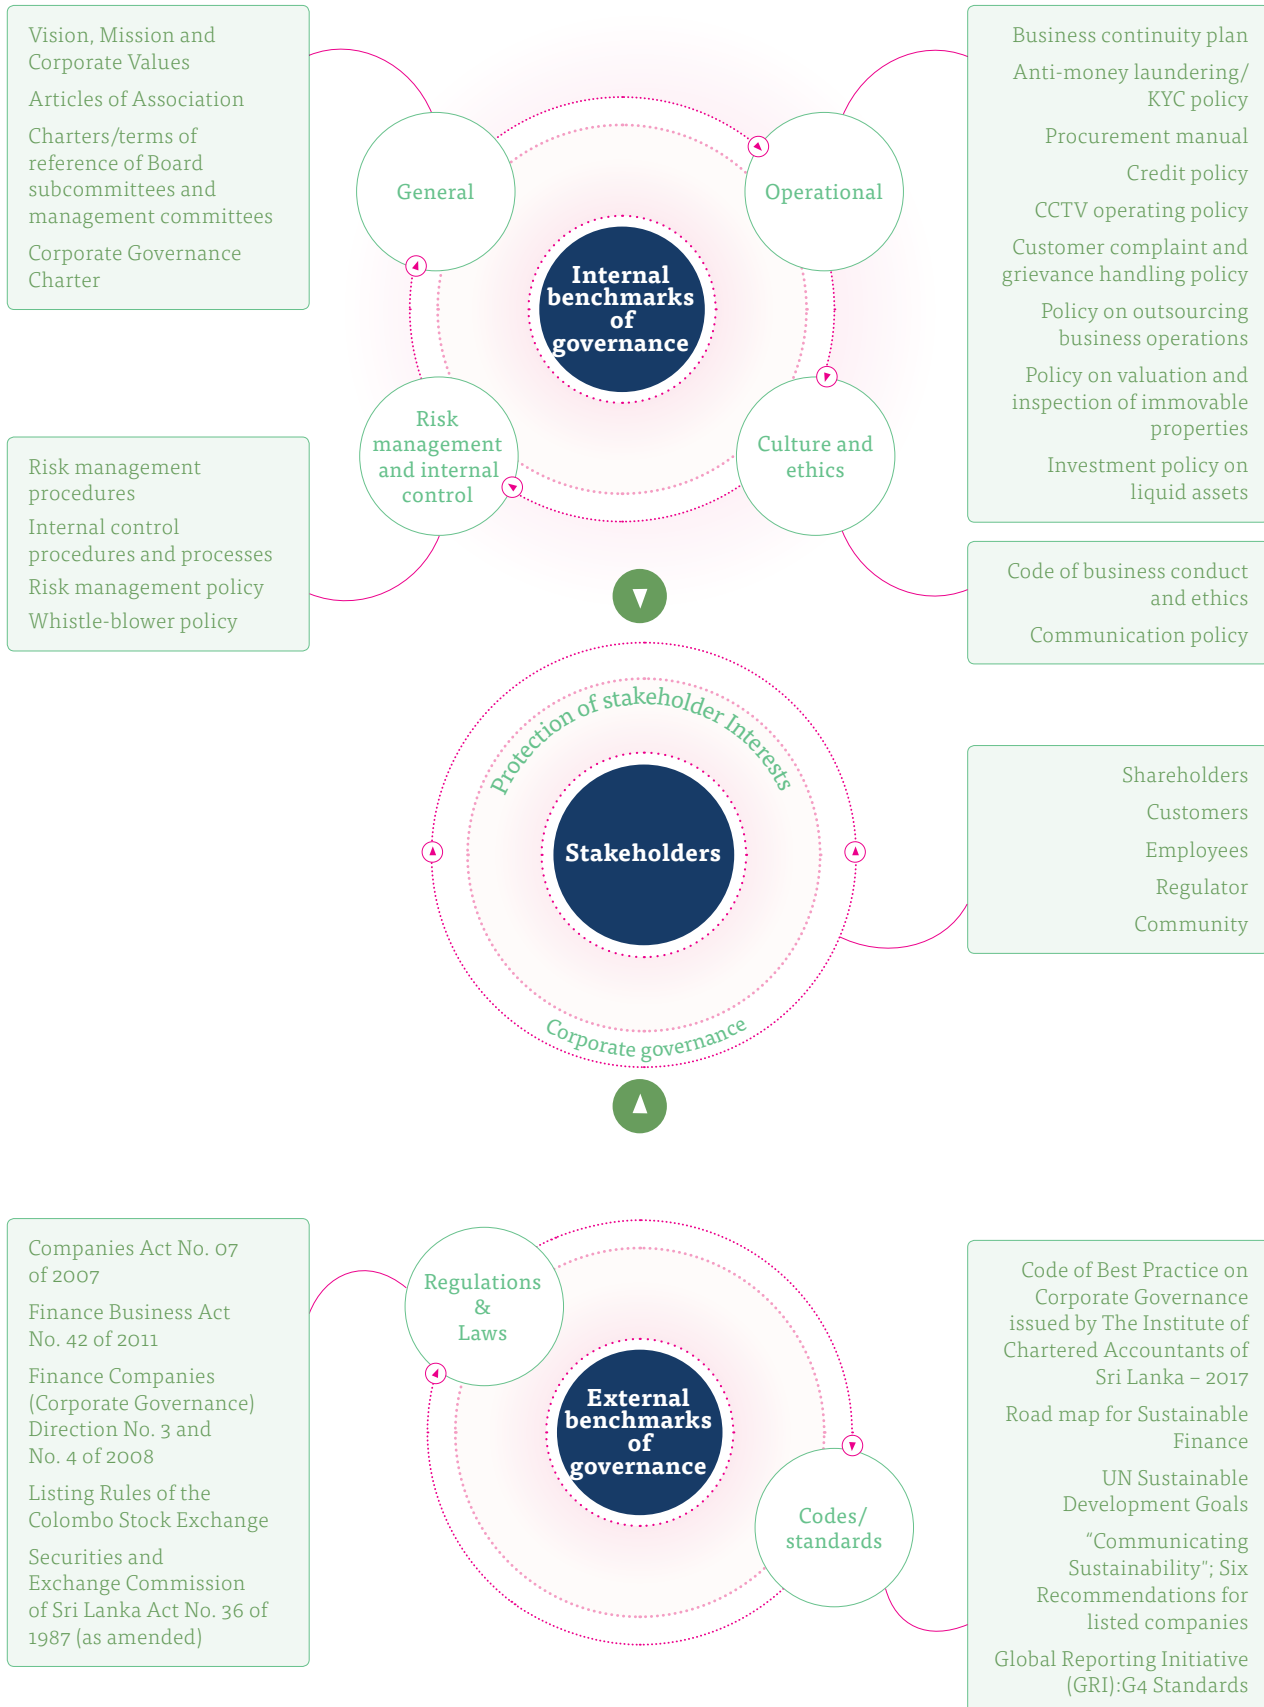 Vision, Mission and
Corporate Values
Articles of Association
Charters/terms of
reference of Board
subcommittees and
management committees
Corporate Governance
Charter
General
Operational
Internal
benchmarks
of
governance
Risk
management
and internal
control
Culture and
ethics
Business continuity plan
Anti-money laundering/
KYC policy
Procurement manual
Credit policy
CCTV operating policy
Customer complaint and
grievance handling policy
Policy on outsourcing
business operations
Policy on valuation and
inspection of immovable
properties
Investment policy on
liquid assets
Risk management
procedures
Internal control
procedures and processes
Risk management policy
Whistle-blower policy
Code of business conduct
and ethics
Communication policy
Protection of stakeholder Interests
Stakeholders
Corporate governance
Shareholders
Customers
Employees
Regulator
Community
Companies Act No. 07
of 2007
Finance Business Act
No. 42 of 2011
Finance Companies
(Corporate Governance)
Direction No. 3 and
No. 4 of 2008
Listing Rules of the
Colombo Stock Exchange
Securities and
Exchange Commission
of Sri Lanka Act No. 36 of
1987 (as amended)
Regulations
&
Laws
External
benchmarks
of
governance
Codes/
standards
Code of Best Practice on
Corporate Governance
issued by The Institute of
Chartered Accountants of
Sri Lanka – 2017
Road map for Sustainable
Finance
UN Sustainable
Development Goals
“Communicating
Sustainability”; Six
Recommendations for
listed companies
Global Reporting Initiative
(GRI):G4 Standards